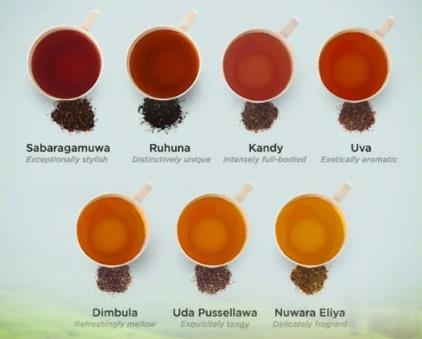 Sabaragamuwa
Exceptionally stylish
Ruhuna
Distinctively unique
Kandy
Intensely full-bodied
Uva
Exotically aromatic
Dimbula
Refreshingly mellow
Uda Pussellawa
Exquisitely tangy
Nuwara Eliya
Delicately fragrant